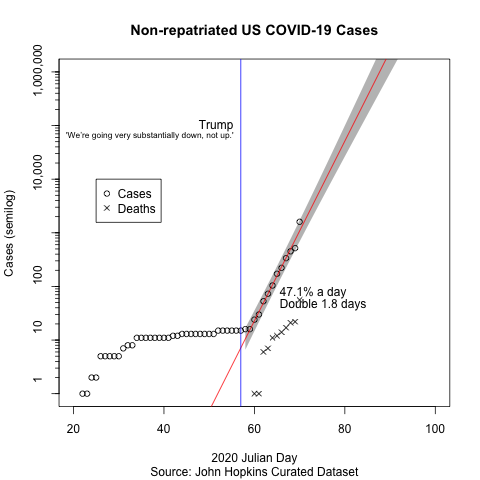 Non-repatriated US COVID-19 Cases
Cases (semilog)
1,000,000
10,000
100
10
1
Trump
'We're going very substantially down, not up.'
Cases
Deaths
47.1% a day
Double 1.8 days
20
40
60
80
100
2020 Julian Day
Source: John Hopkins Curated Dataset